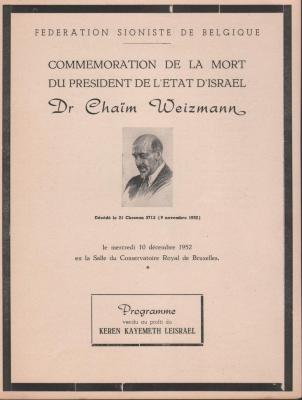 FEDERATION SIONISTE DE BELGIQUE
COMMEMORATION DE LA MORT
DU PRESIDENT DE L'ETAT D'ISRAEL
Dr Chaïm Weizmann
Décédé le 21 Chesvan 5713 (9 novembre 1952)
le mercredi 10 décembre 1952
en la Salle du Conservatoire Royal de Bruxelles.
Programme
vendu au profit du
KEREN KAYEMETH LEISRAEL